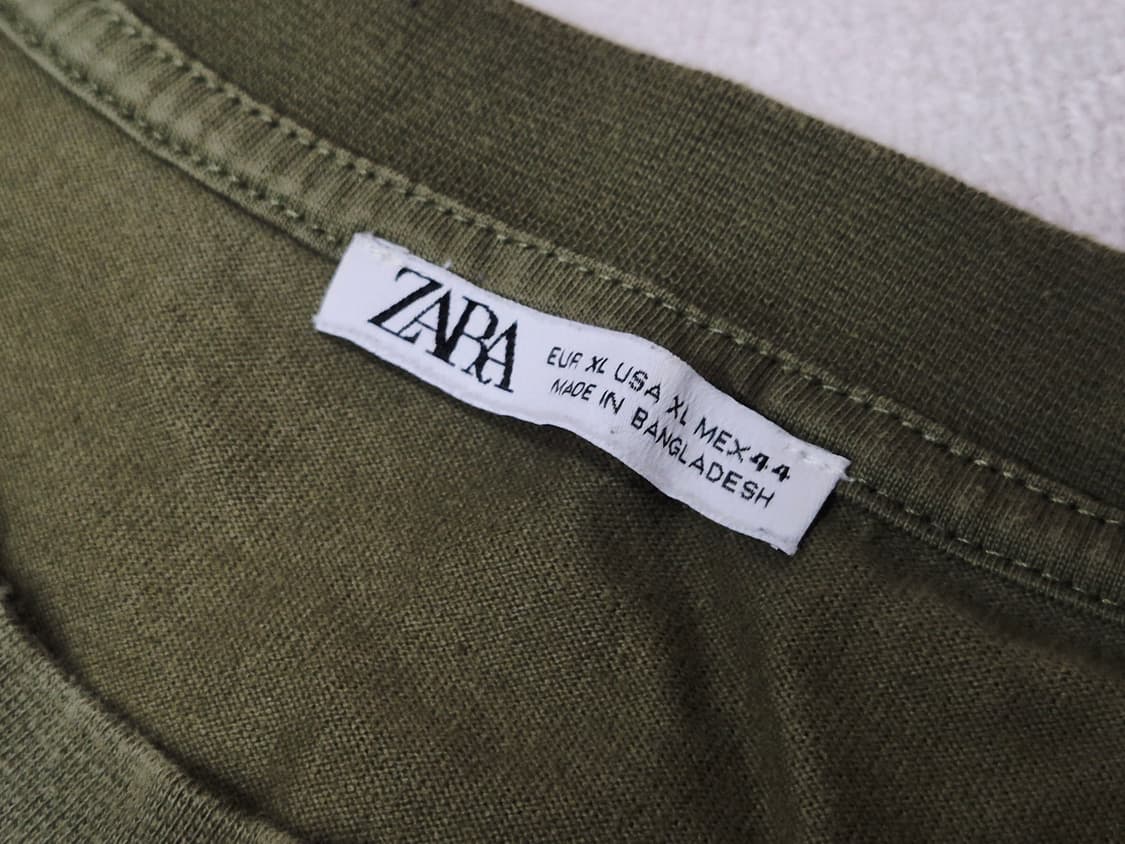 ZARA
EUR XL USA XL MEX 44
MADE IN BANGLADESH